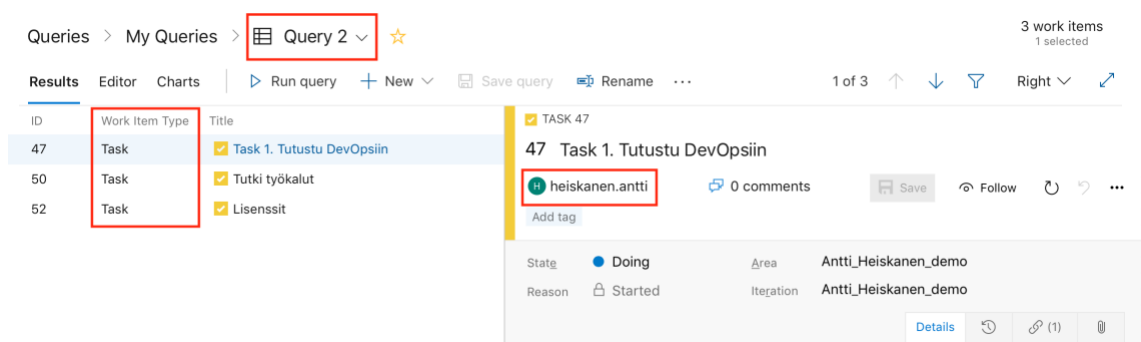 Queries > My Queries > Query 2
3 work items
1 selected
Results Editor Charts Run query New Save query Rename ... 1 of 3 Right
ID Work Item Type Title
47 Task Task 1. Tutustu DevOpsiin
50 Task Tutki työkalut
52 Task Lisenssit
TASK 47
47 Task 1. Tutustu DevOpsiin
H heiskanen.antti 0 comments Save Follow ...
Add tag
State Doing Area Antti_Heiskanen_demo
Reason Started Iteration Antti_Heiskanen_demo
Details (1)